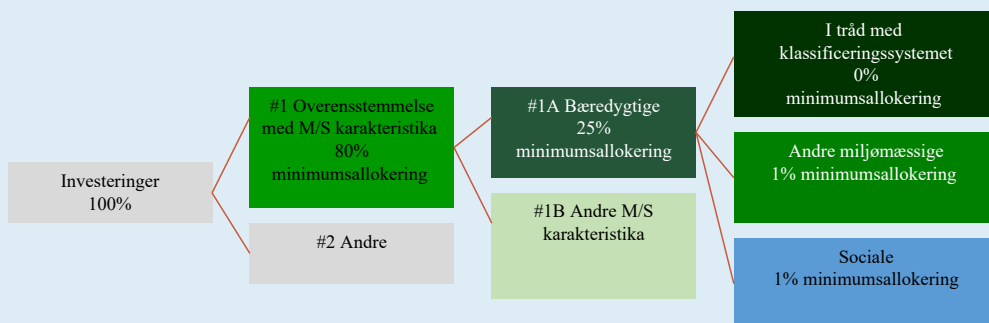 Investeringer
100%
#1 Overensstemmelse
med M/S karakteristika
80%
minimumsallokering
#2 Andre
#1A Bæredygtige
25%
minimumsallokering
#1B Andre M/S
karakteristika
I tråd med
klassificeringssystemet
0%
minimumsallokering
Andre miljømæssige
1% minimumsallokering
Sociale
1% minimumsallokering